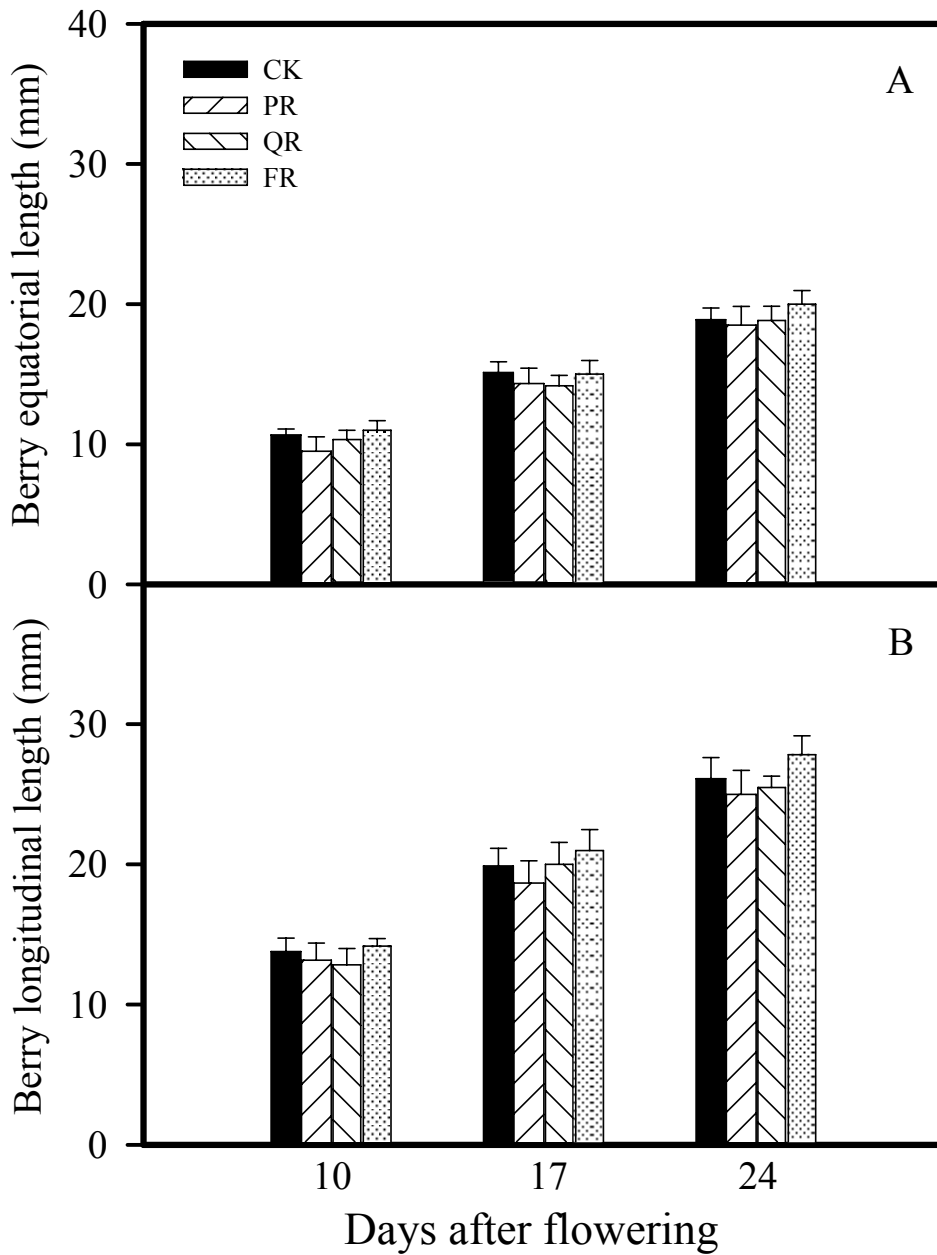 40
A
CK
PR
QR
FR
30
20
10
0
Berry equatorial length (mm)
B
30
20
10
0
Berry longitudinal length (mm)
10 17 24
Days after flowering